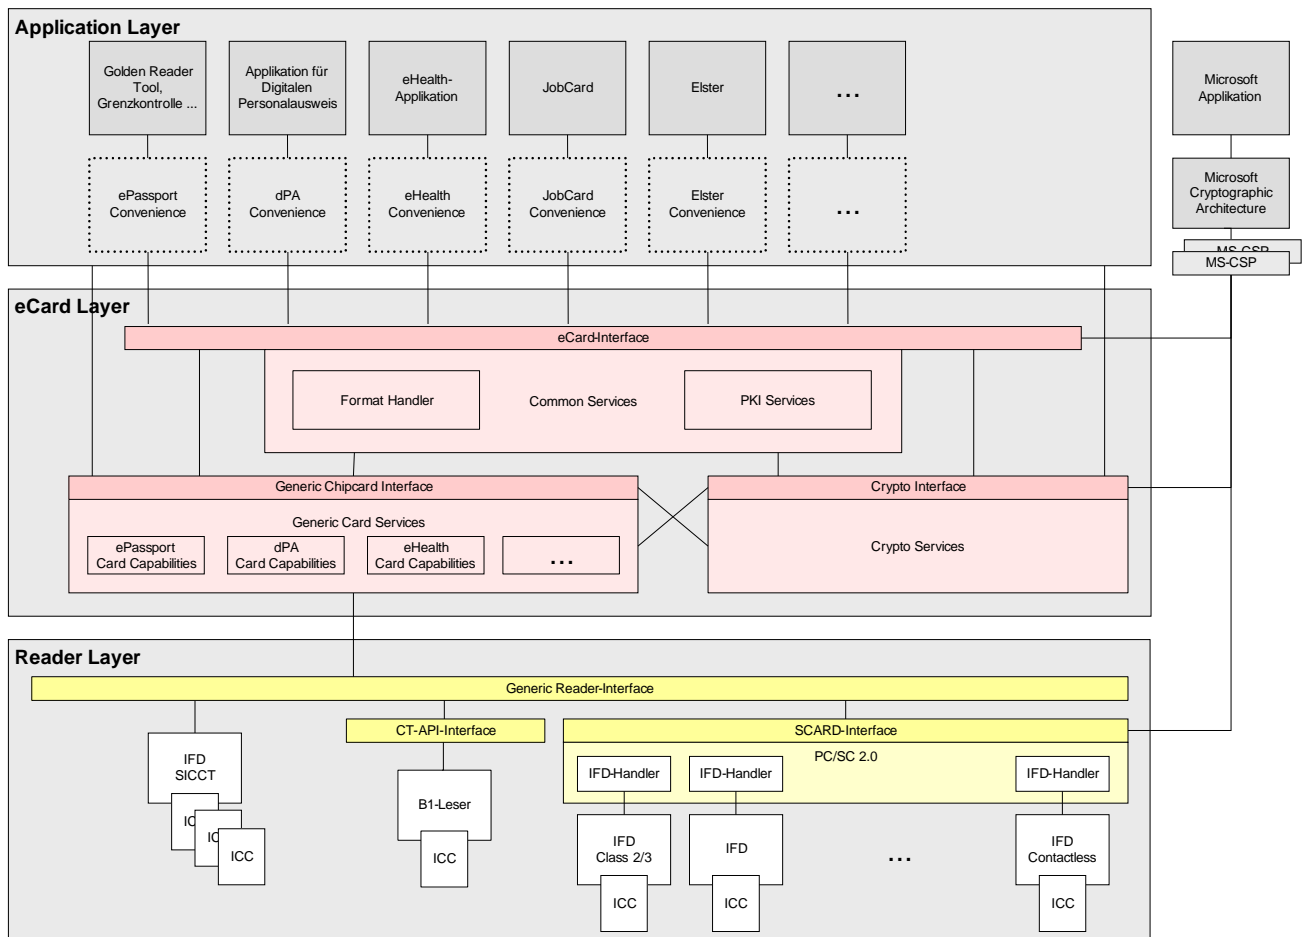 Application Layer
Golden Reader
Tool,
Grenzkontrolle ...
Applikation für
Digitalen
Personalausweis
eHealth-
Applikation
JobCard
Elster
...
Microsoft
Applikation
ePassport
Convenience
dPA
Convenience
eHealth
Convenience
JobCard
Convenience
Elster
Convenience
...
Microsoft
Cryptographic
Architecture
MS-CSP
MS-CSP
eCard Layer
eCard-Interface
Format Handler
Common Services
PKI Services
Generic Chipcard Interface
Generic Card Services
ePassport
Card Capabilities
dPA
Card Capabilities
eHealth
Card Capabilities
...
Crypto Interface
Crypto Services
Reader Layer
Generic Reader-Interface
IFD
SICCT
IC
IC
ICC
CT-API-Interface
B1-Leser
ICC
SCARD-Interface
PC/SC 2.0
IFD-Handler
IFD-Handler
IFD-Handler
IFD
Class 2/3
ICC
IFD
ICC
...
IFD
Contactless
ICC